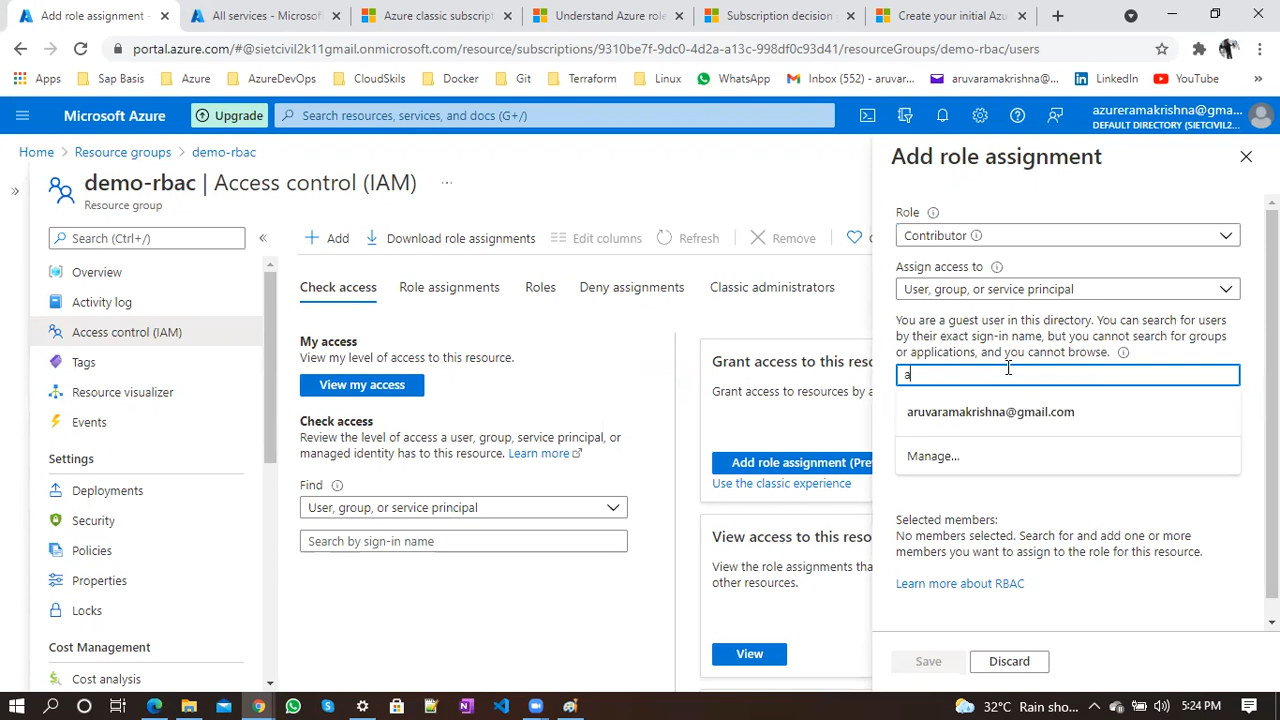 Add role assignment -
All services - Microsoft
Azure classic subscript
Understand Azure role
Subscription decision
Create your initial Az
portal.azure.com/#@sietcivil2k11gmail.onmicrosoft.com/resource/subscriptions/9310be7f-9dc0-4d2a-a13c-998df0c93d41/resourceGroups/demo-rbac/users
Apps
Sap Basis
Azure
AzureDevOps
CloudSkils
Docker
Git
Terraform
Linux
WhatsApp
Inbox (552) - aruvar...
aruvaramakrishna@...
LinkedIn
YouTube
»
Microsoft Azure
Upgrade
Search resources, services, and docs (G+/)
azureramakrishna@gma...
DEFAULT DIRECTORY (SIETCIVIL2...
Home > Resource groups > demo-rbac
demo-rbac | Access control (IAM) ...
Resource group
Search (Ctrl+/)
«
Add
Download role assignments
Edit columns
Refresh
Remove
Overview
Activity log
Access control (IAM)
Tags
Resource visualizer
Events
Settings
Deployments
Security
Policies
Properties
Locks
Cost Management
Cost analysis
Check access
Role assignments
Roles
Deny assignments
Classic administrators
My access
View my level of access to this resource.
View my access
Check access
Review the level of access a user, group, service principal, or
managed identity has to this resource. Learn more
Find
User, group, or service principal
Search by sign-in name
Grant access to this reso
Grant access to resources by a
Add role assignment (Pre
Use the classic experience
View access to this reso
View the role assignments tha
other resources.
View
Add role assignment
Role
Contributor
Assign access to
User, group, or service principal
You are a guest user in this directory. You can search for users
by their exact sign-in name, but you cannot search for groups
or applications, and you cannot browse.
a
aruvaramakrishna@gmail.com
Manage...
Selected members:
No members selected. Search for and add one or more
members you want to assign to the role for this resource.
Learn more about RBAC
Save
Discard
32°C Rain sho...
5:24 PM